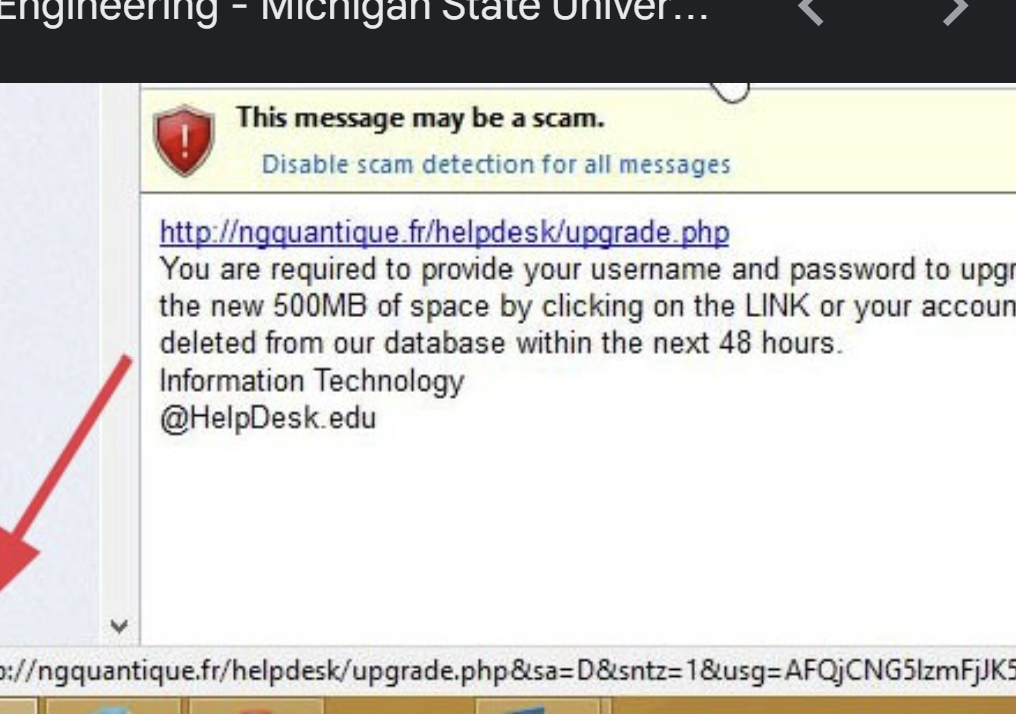 Engineering - Michigan State Univer...
This message may be a scam.
Disable scam detection for all messages
http://ngquantique.fr/helpdesk/upgrade.php
You are required to provide your username and password to upgr
the new 500MB of space by clicking on the LINK or your accoun
deleted from our database within the next 48 hours.
Information Technology
@HelpDesk.edu
p://ngquantique.fr/helpdesk/upgrade.php&sa=D&sntz=1&usg=AFQjCNG5lzmFjJK5